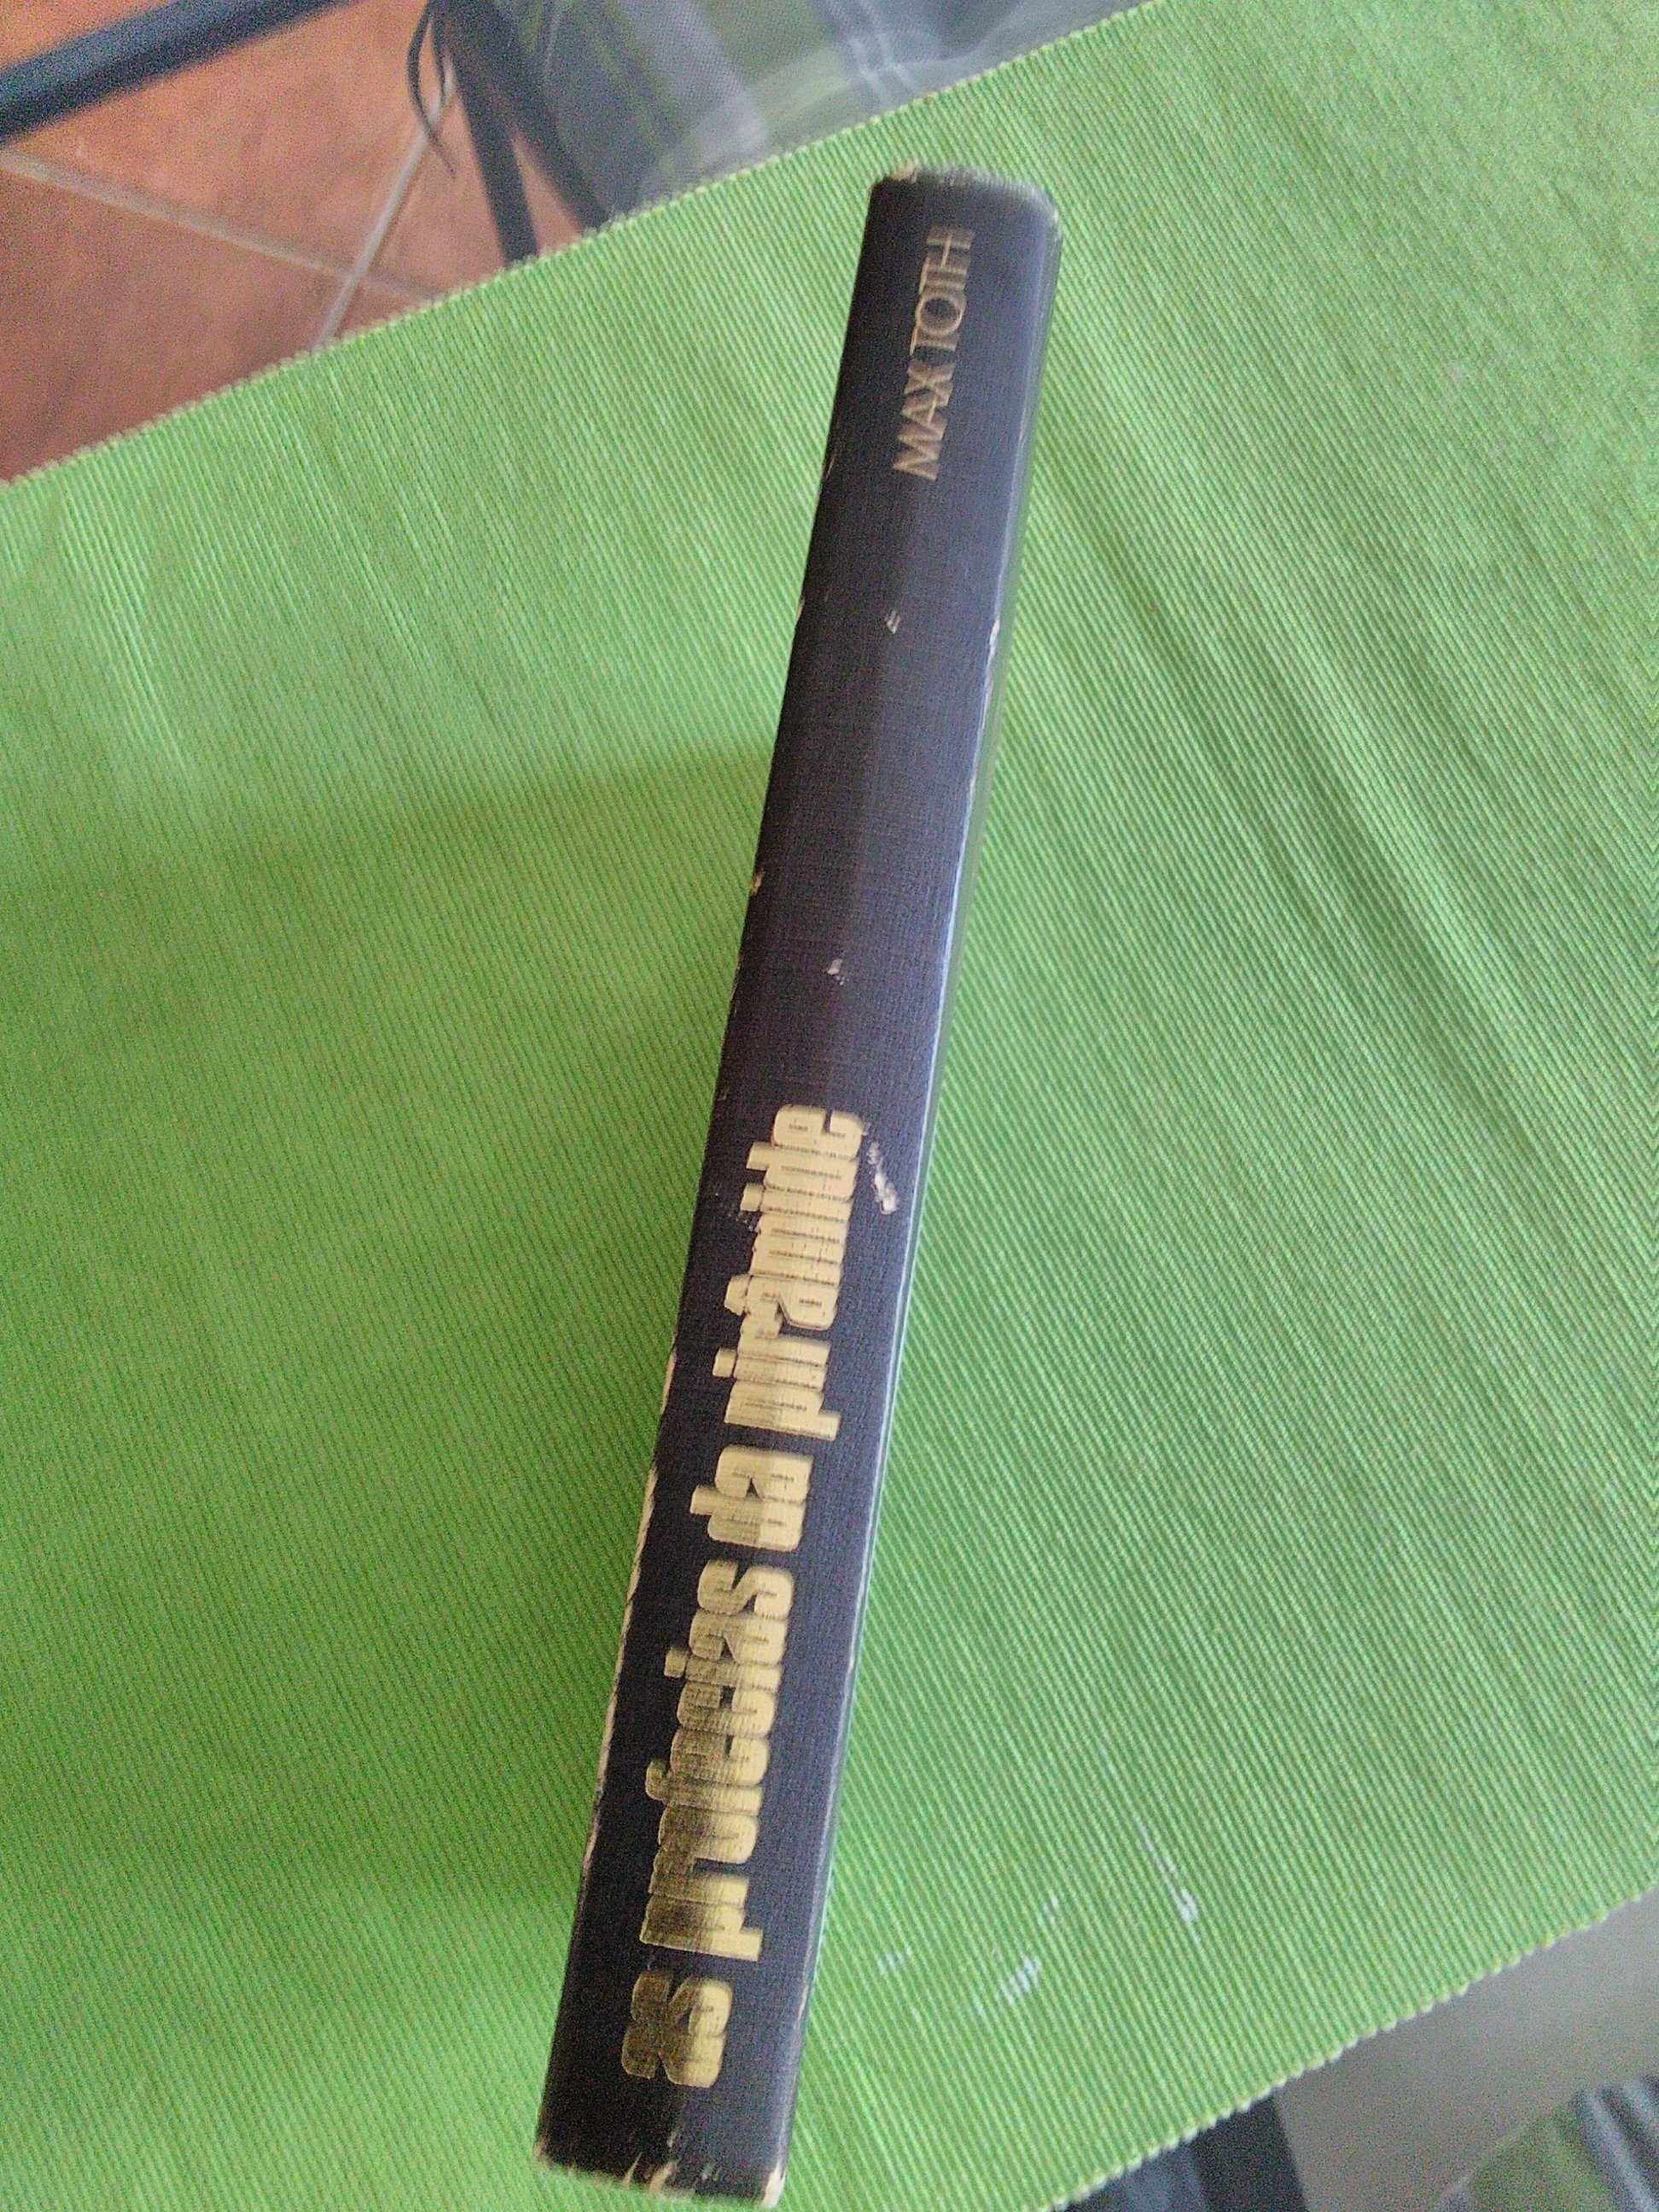 as profecias da pirâmide
MAX TOTH